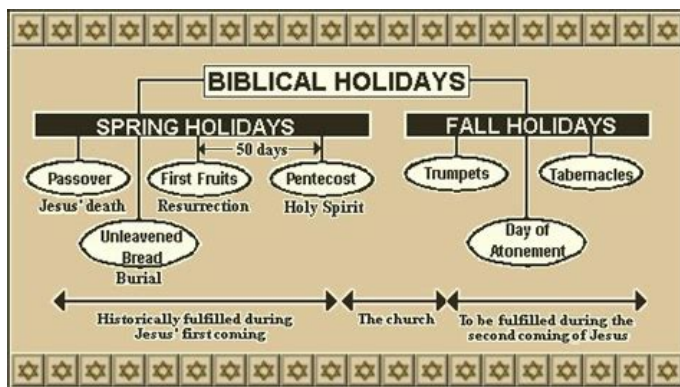 BIBLICAL HOLIDAYS
SPRING HOLIDAYS
50 days
Passover
Jesus' death
First Fruits
Resurrection
Pentecost
Holy Spirit
Unleavened
Bread
Burial
FALL HOLIDAYS
Trumpets
Tabernacles
Day of
Atonement
Historically fulfilled during
Jesus' first coming
The church
To be fulfilled during the
second coming of Jesus